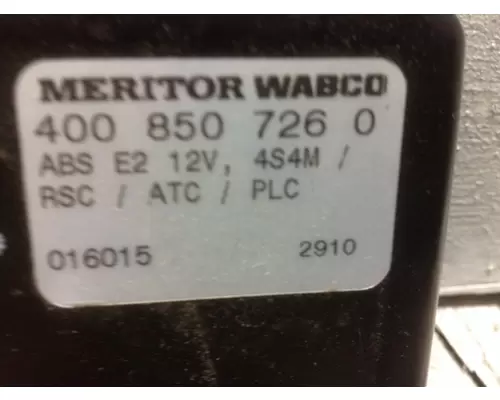 MERITOR WABCO
400 850 726 0
ABS E2 12V, 4S4M /
RSC / ATC / PLC
016015 2910